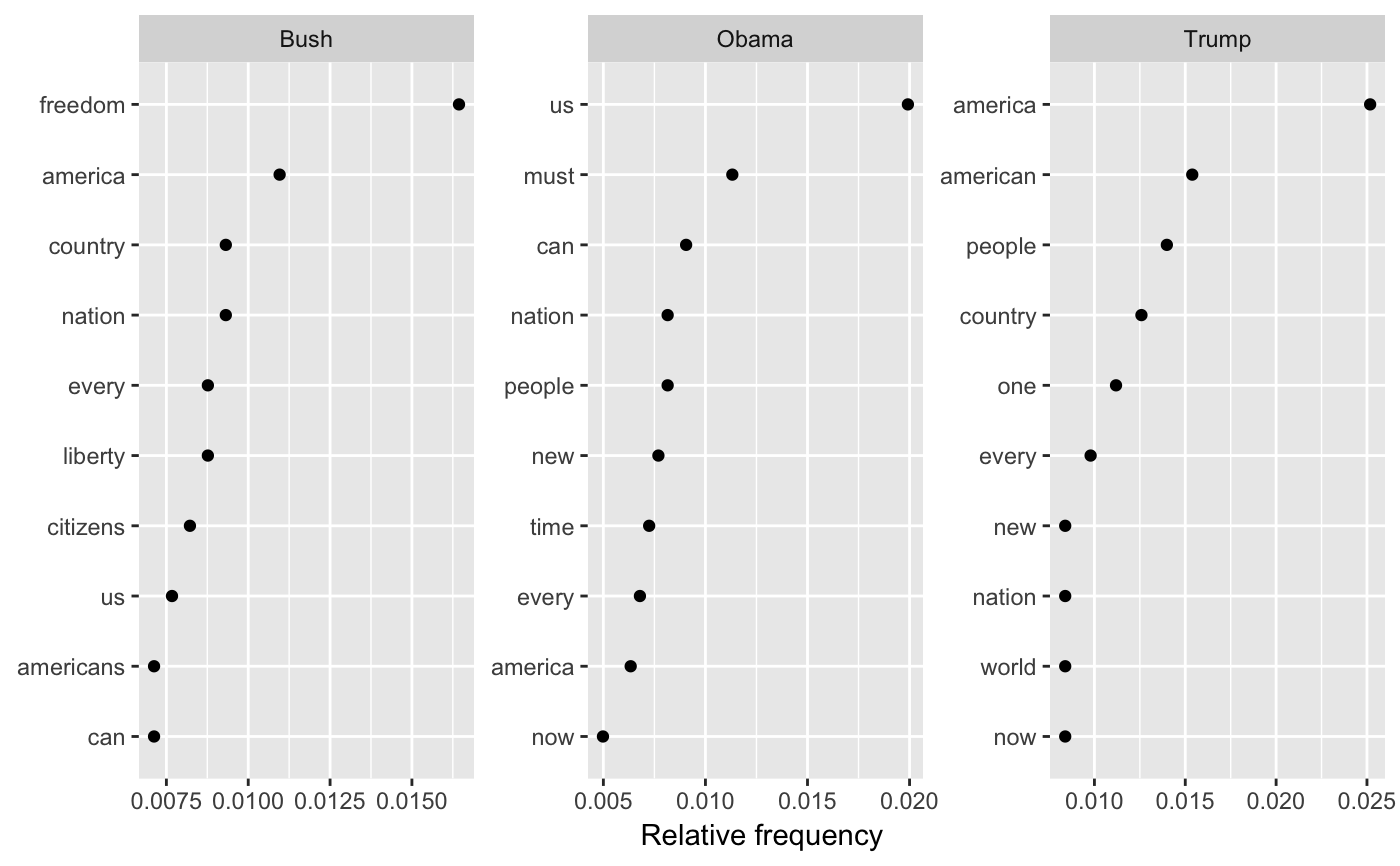 Bush
freedom
america
country
nation
every
liberty
citizens
us
americans
can
0.0075 0.0100 0.0125 0.0150
Obama
us
must
can
nation
people
new
time
every
america
now
0.005 0.010 0.015 0.020
Trump
america
american
people
country
one
every
new
nation
world
now
0.010 0.015 0.020 0.025
Relative frequency